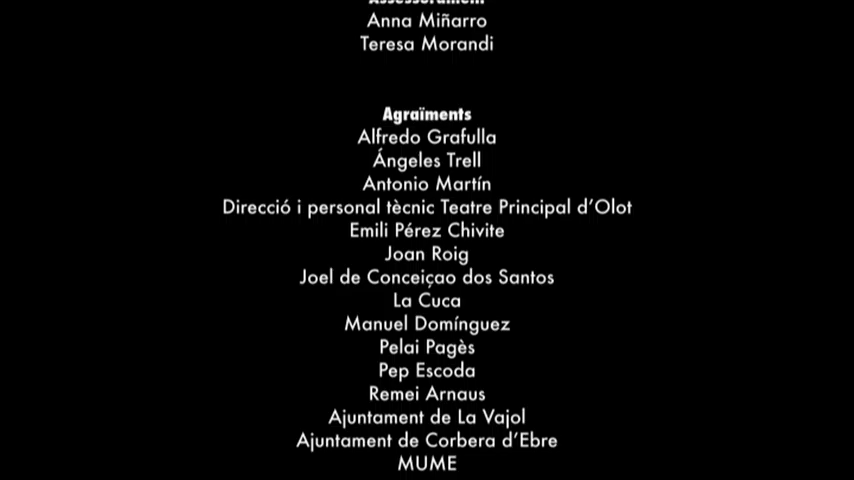 Assessorament
Anna Miñarro
Teresa Morandi
Agraïments
Alfredo Grafulla
Ángeles Trell
Antonio Martín
Direcció i personal tècnic Teatre Principal d’Olot
Emili Pérez Chivite
Joan Roig
Joel de Conceiçao dos Santos
La Cuca
Manuel Domínguez
Pelai Pagès
Pep Escoda
Remei Arnaus
Ajuntament de La Vajol
Ajuntament de Corbera d’Ebre
MUME